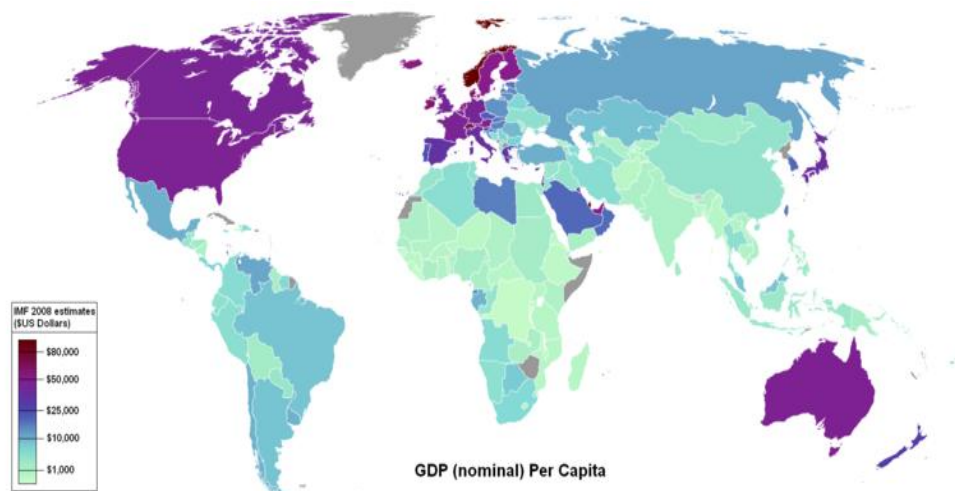 IMF 2008 estimates
($US Dollars)
$80,000
$50,000
$25,000
$10,000
$1,000
GDP (nominal) Per Capita